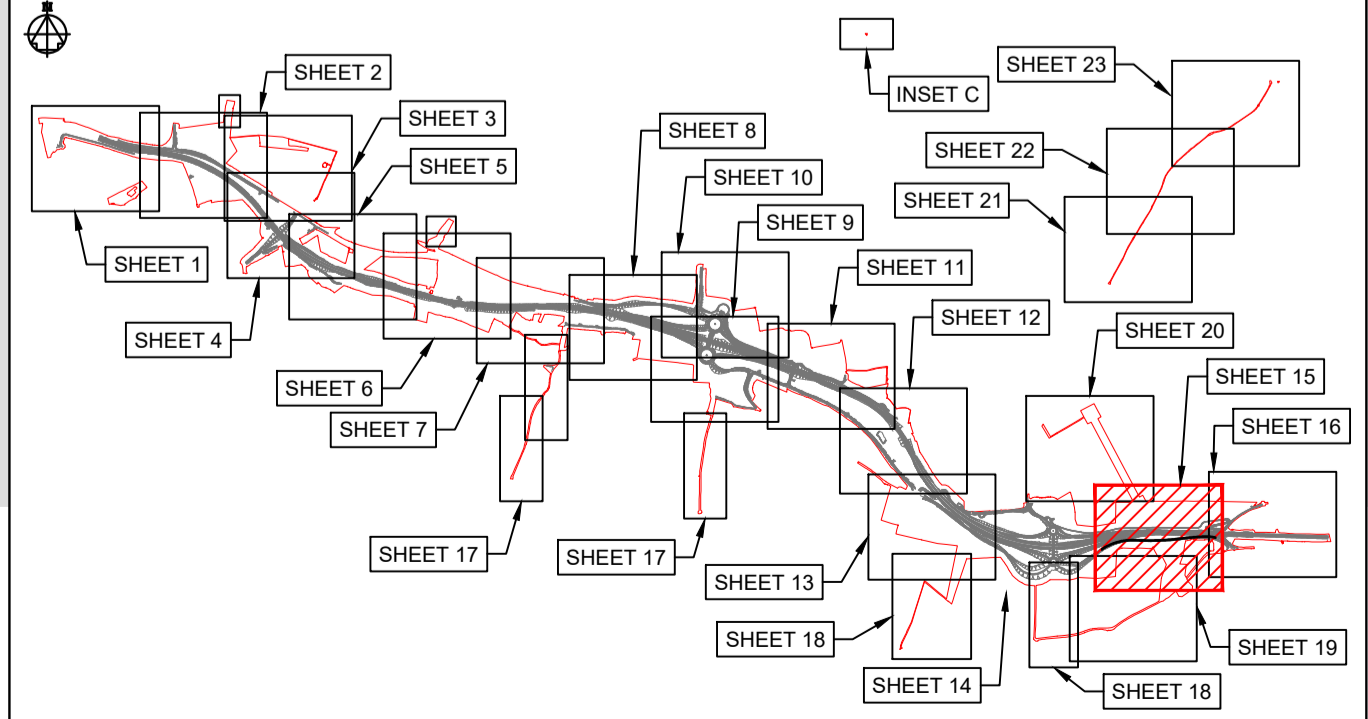 N
SHEET 2
SHEET 23
INSET C
SHEET 3
SHEET 8
SHEET 22
SHEET 5
SHEET 10
SHEET 21
SHEET 9
SHEET 1
SHEET 11
SHEET 12
SHEET 20
SHEET 4
SHEET 15
SHEET 6
SHEET 16
SHEET 7
SHEET 17
SHEET 17
SHEET 13
SHEET 18
SHEET 19
SHEET 14
SHEET 18